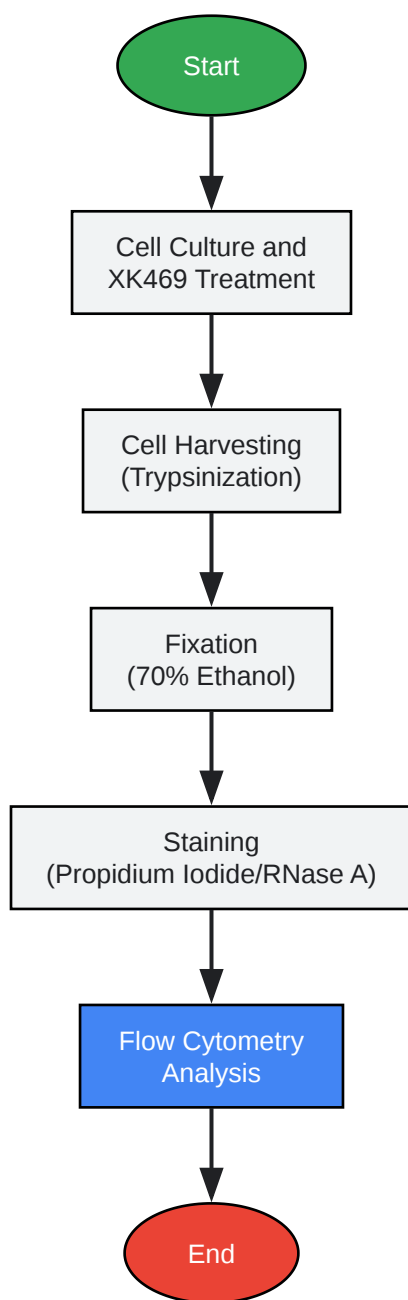 Start
Cell Culture and
XK469 Treatment
Cell Harvesting
(Trypsinization)
Fixation
(70% Ethanol)
Staining
(Propidium Iodide/RNase A)
Flow Cytometry
Analysis
End